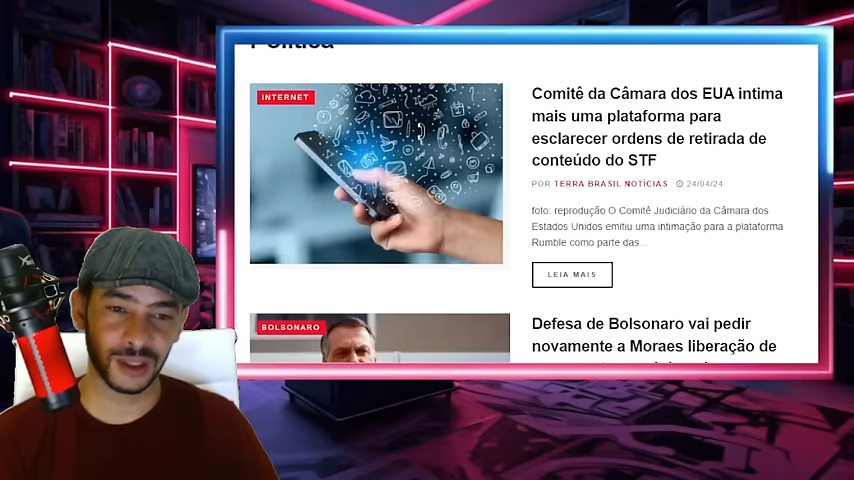 Política
INTERNET
Comitê da Câmara dos EUA intima
mais uma plataforma para
esclarecer ordens de retirada de
conteúdo do STF
POR TERRA BRASIL NOTÍCIAS 24/04/24
foto: reprodução O Comitê Judiciário da Câmara dos
Estados Unidos emitiu uma intimação para a plataforma
Rumble como parte das...
LEIA MAIS
BOLSONARO
Defesa de Bolsonaro vai pedir
novamente a Moraes liberação de